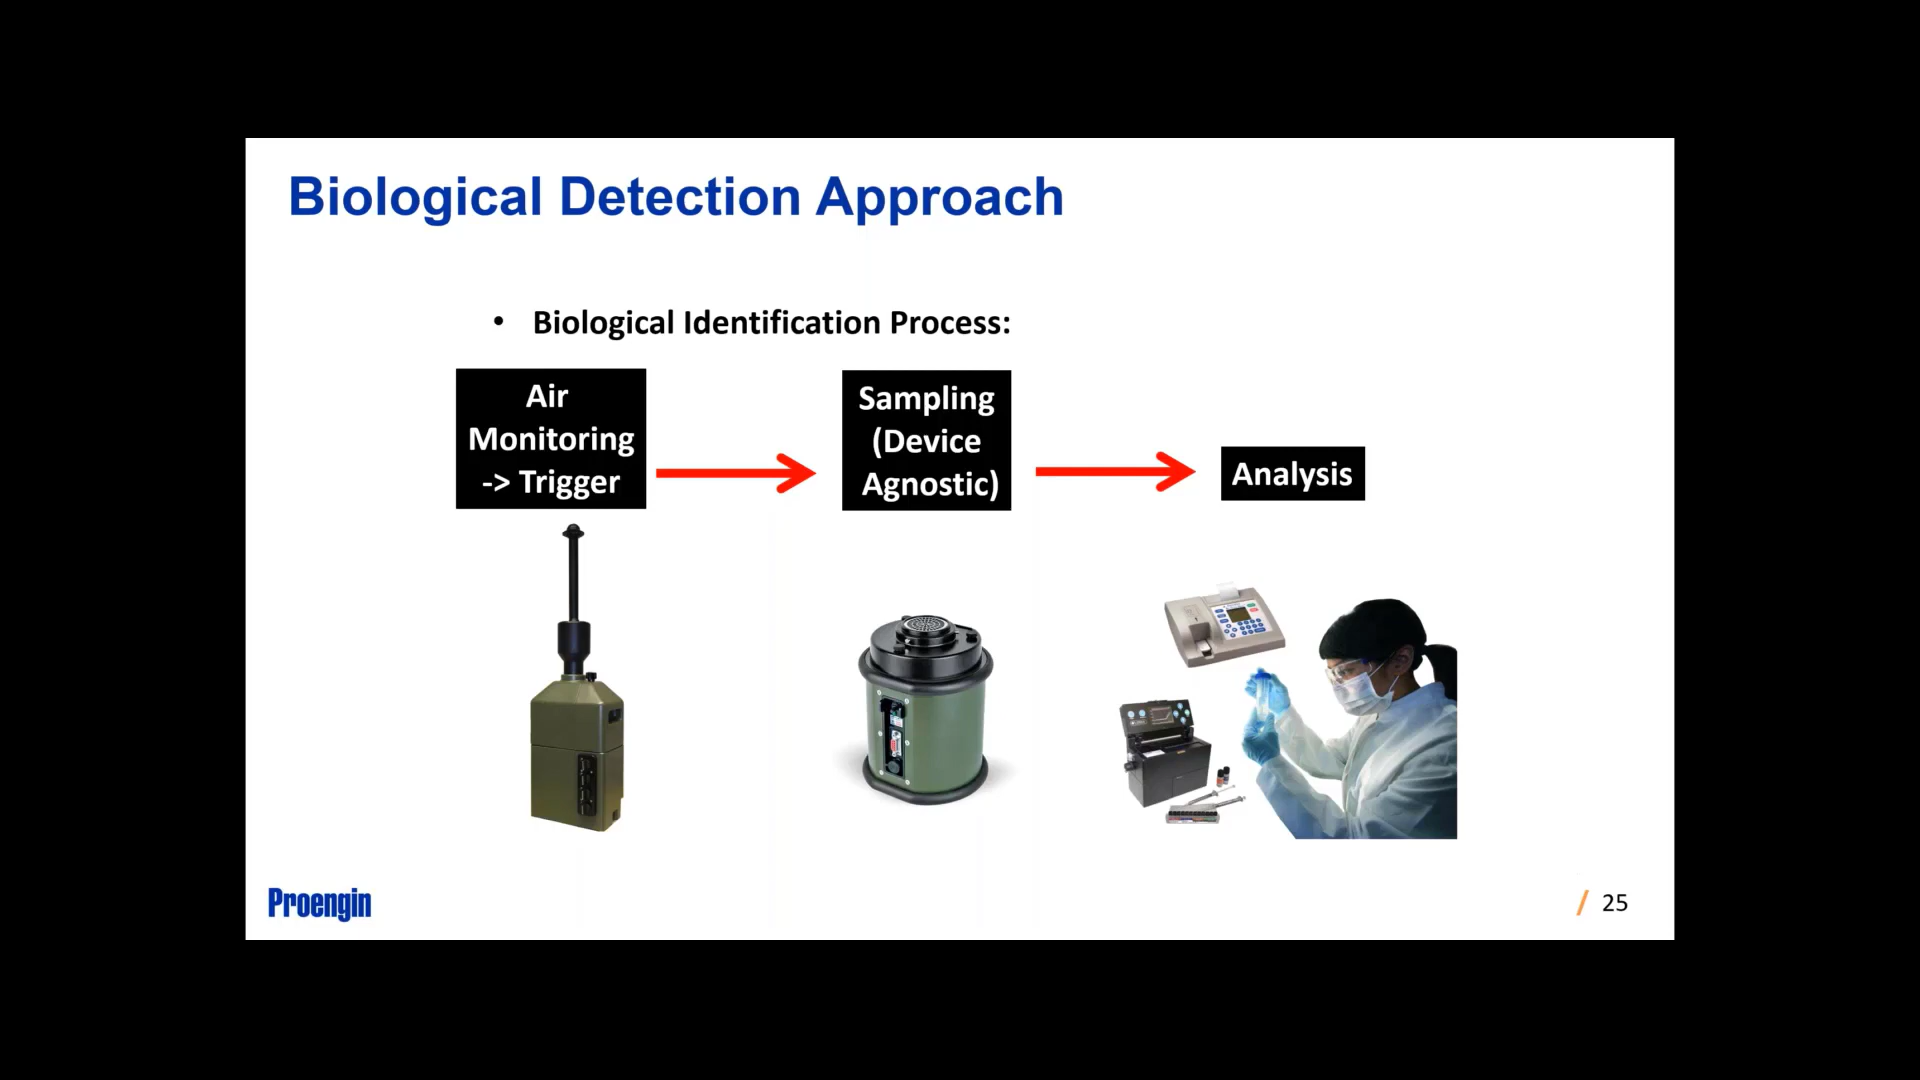 Biological Detection Approach
• Biological Identification Process:
Air
Monitoring
-> Trigger
Sampling
(Device
Agnostic)
Analysis
Proengin
/ 25